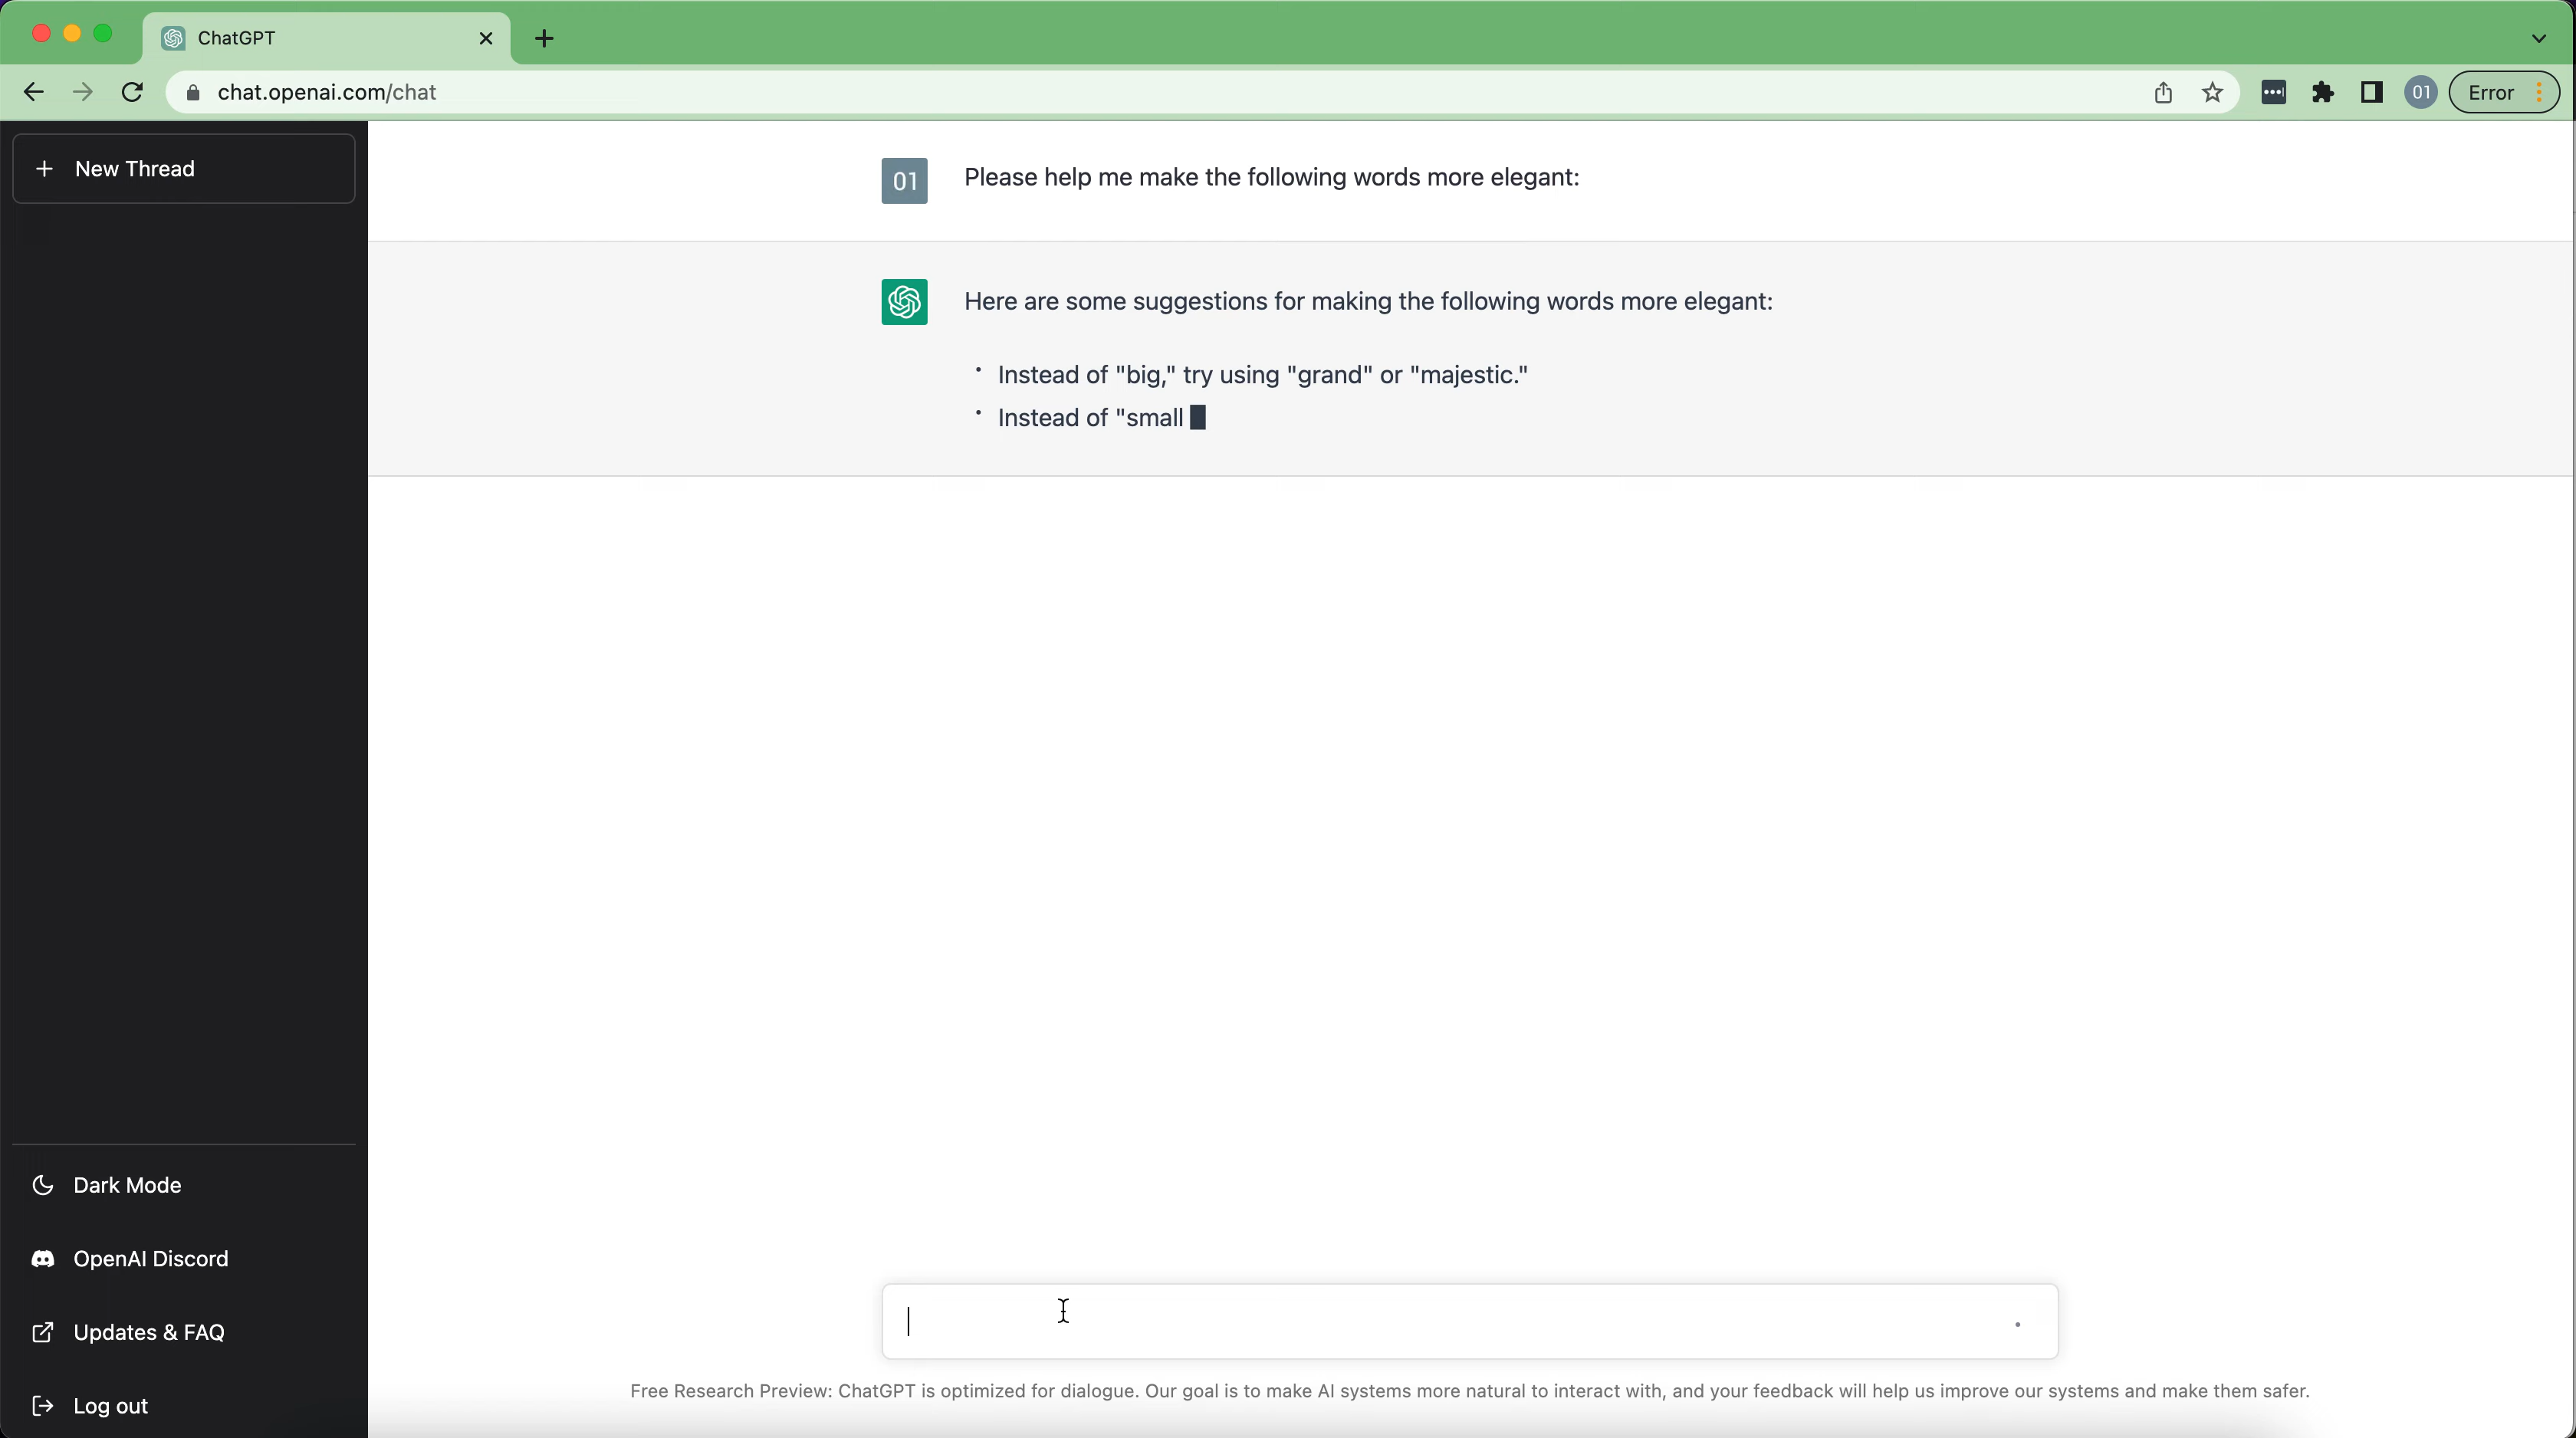 ChatGPT
chat.openai.com/chat
01
Error
New Thread
01
Please help me make the following words more elegant:
Here are some suggestions for making the following words more elegant:
Instead of "big," try using "grand" or "majestic."
Instead of "small
Dark Mode
OpenAI Discord
Updates & FAQ
Log out
Free Research Preview: ChatGPT is optimized for dialogue. Our goal is to make AI systems more natural to interact with, and your feedback will help us improve our systems and make them safer.